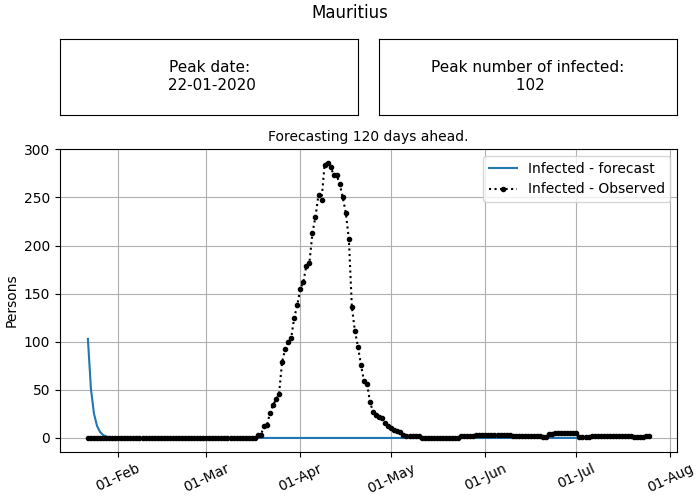 Mauritius
Peak date:
22-01-2020
Peak number of infected:
102
Forecasting 120 days ahead.
Infected - forecast
Infected - Observed
Persons
300
250
200
150
100
50
0
01-Feb
01-Mar
01-Apr
01-May
01-Jun
01-Jul
01-Aug